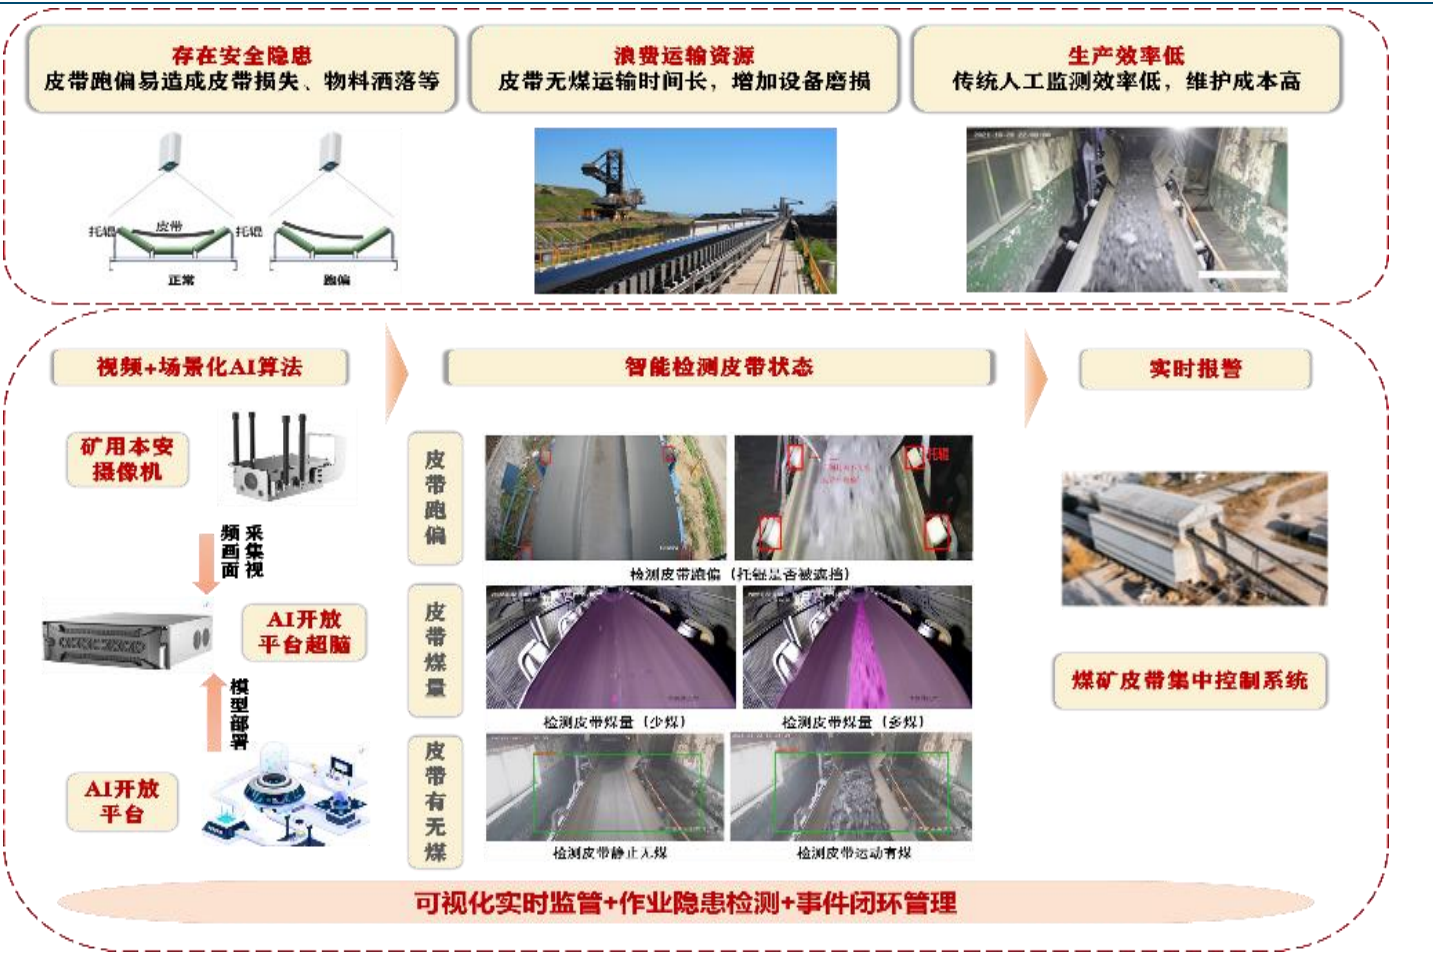 存在安全隐患
皮带跑偏易造成皮带损失、物料洒落等
浪费运输资源
皮带无煤运输时间长，增加设备磨损
生产效率低
传统人工监测效率低，维护成本高
托辊
皮带
托辊
正常
跑偏
视频+场景化AI算法
智能检测皮带状态
实时报警
矿用本安
摄像机
采集视
频画面
AI开放
平台超脑
模型部署
AI开放
平台
皮带跑偏
托辊
检测皮带跑偏（托辊是否被遮挡）
皮带煤量
检测皮带煤量（少煤）
检测皮带煤量（多煤）
皮带有无煤
检测皮带静止无煤
检测皮带运动有煤
煤矿皮带集中控制系统
可视化实时监管+作业隐患检测+事件闭环管理